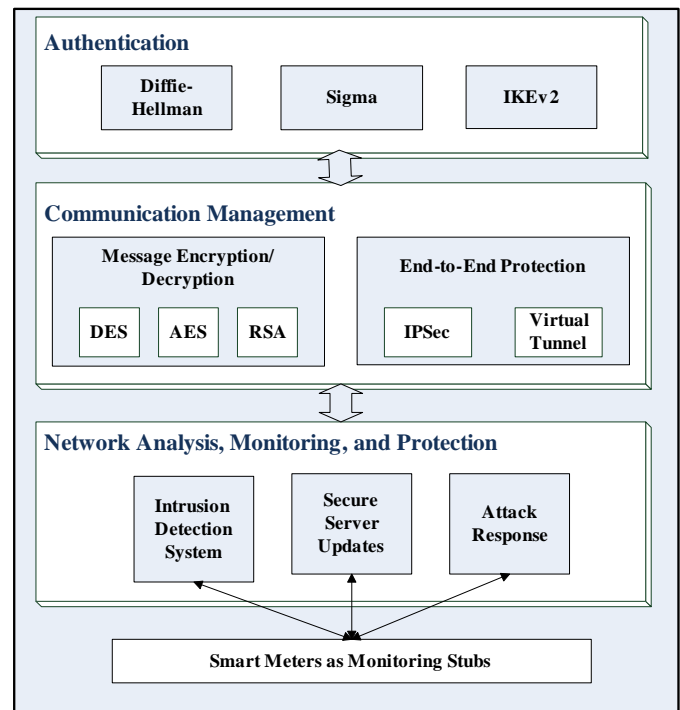 Authentication
Diffie-
Hellman
Sigma
IKEv2
Communication Management
Message Encryption/
Decryption
DES
AES
RSA
End-to-End Protection
IPSec
Virtual
Tunnel
Network Analysis, Monitoring, and Protection
Intrusion
Detection
System
Secure
Server
Updates
Attack
Response
Smart Meters as Monitoring Stubs